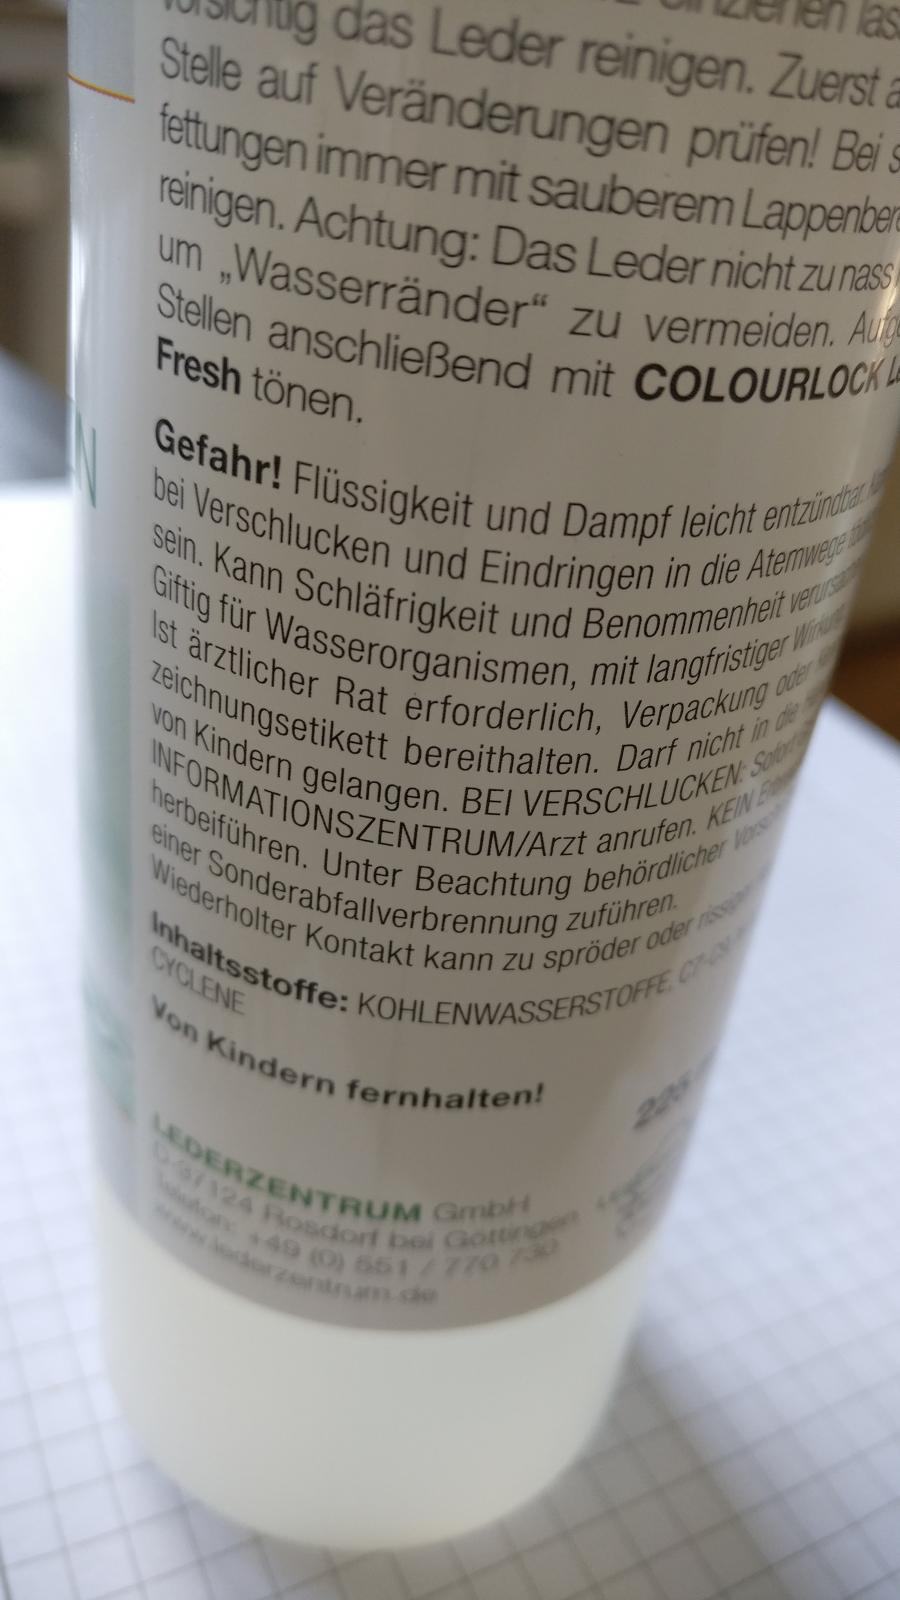 vorsichtig das Leder reinigen. Zuerst
Stelle auf Veränderungen prüfen! Bei
fettungen immer mit sauberem Lappenber
reinigen. Achtung: Das Leder nicht zu nass
um „Wasserränder“ zu vermeiden.
Stellen anschließend mit COLOURLOCK
Fresh tönen.
Gefahr! Flüssigkeit und Dampf leicht entzündbar.
bei Verschlucken und Eindringen in die Atemwege
sein. Kann Schläfrigkeit und Benommenheit
Giftig für Wasserorganismen, mit langfristiger
Ist ärztlicher Rat erforderlich, Verpackung oder
zeichnungsetikett bereithalten. Darf nicht in die
von Kindern gelangen. BEI VERSCHLUCKEN: Sofort
INFORMATIONSZENTRUM/Arzt anrufen. KEIN
herbeiführen. Unter Beachtung behördlicher
einer Sonderabfallverbrennung zuführen.
Wiederholter Kontakt kann zu spröder oder rissiger
Inhaltsstoffe: KOHLENWASSERSTOFFE,
CYCLENE
Von Kindern fernhalten!
225
LEDERZENTRUM GmbH
D-37124 Rosdorf bei Göttingen
Telefon: +49 (0) 551 / 770 730
www.lederzentrum.de